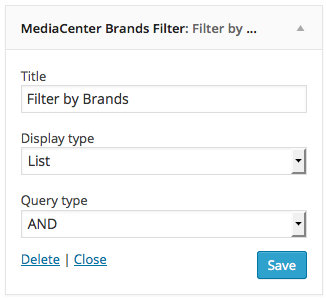 MediaCenter Brands Filter: Filter by ...
Title
Filter by Brands
Display type
List
Query type
AND
Delete | Close
Save